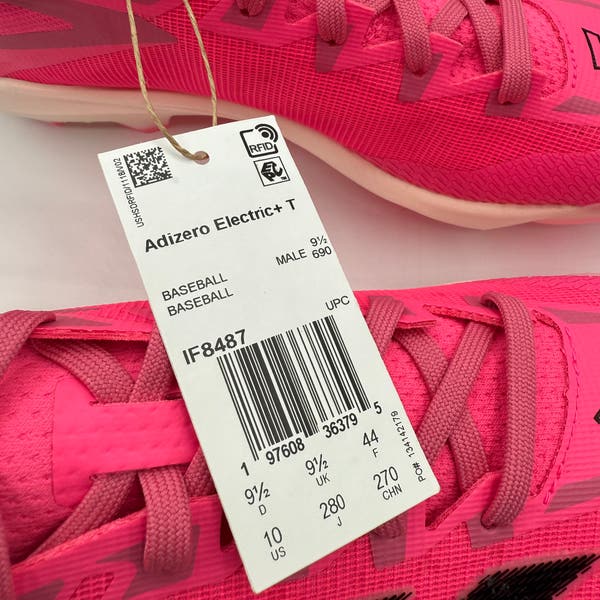 USHSDRFID/118/V02
RFID
Adizero Electric+ T
MALE 9½
690
BASEBALL
BASEBALL
UPC
IF8487
1 97608 36379 5
9½ 9½ 44
D UK F
10 280 270
US J CHN
PO# 134142179